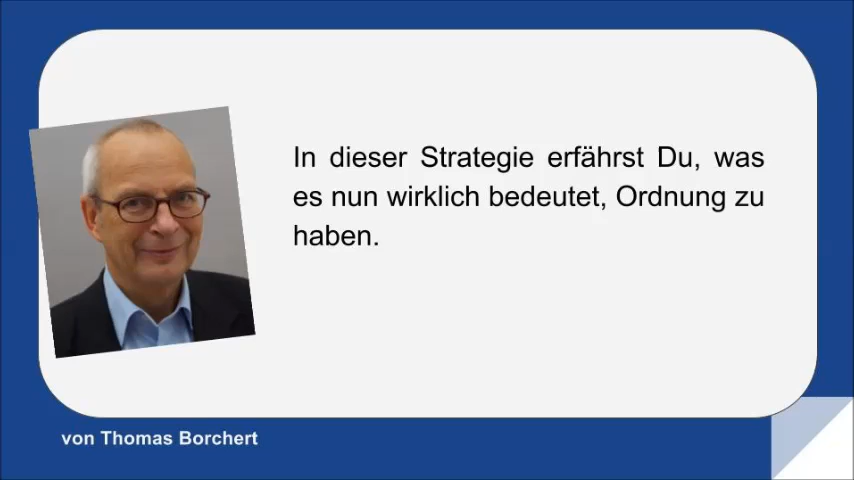 In dieser Strategie erfährst Du, was
es nun wirklich bedeutet, Ordnung zu
haben.
von Thomas Borchert